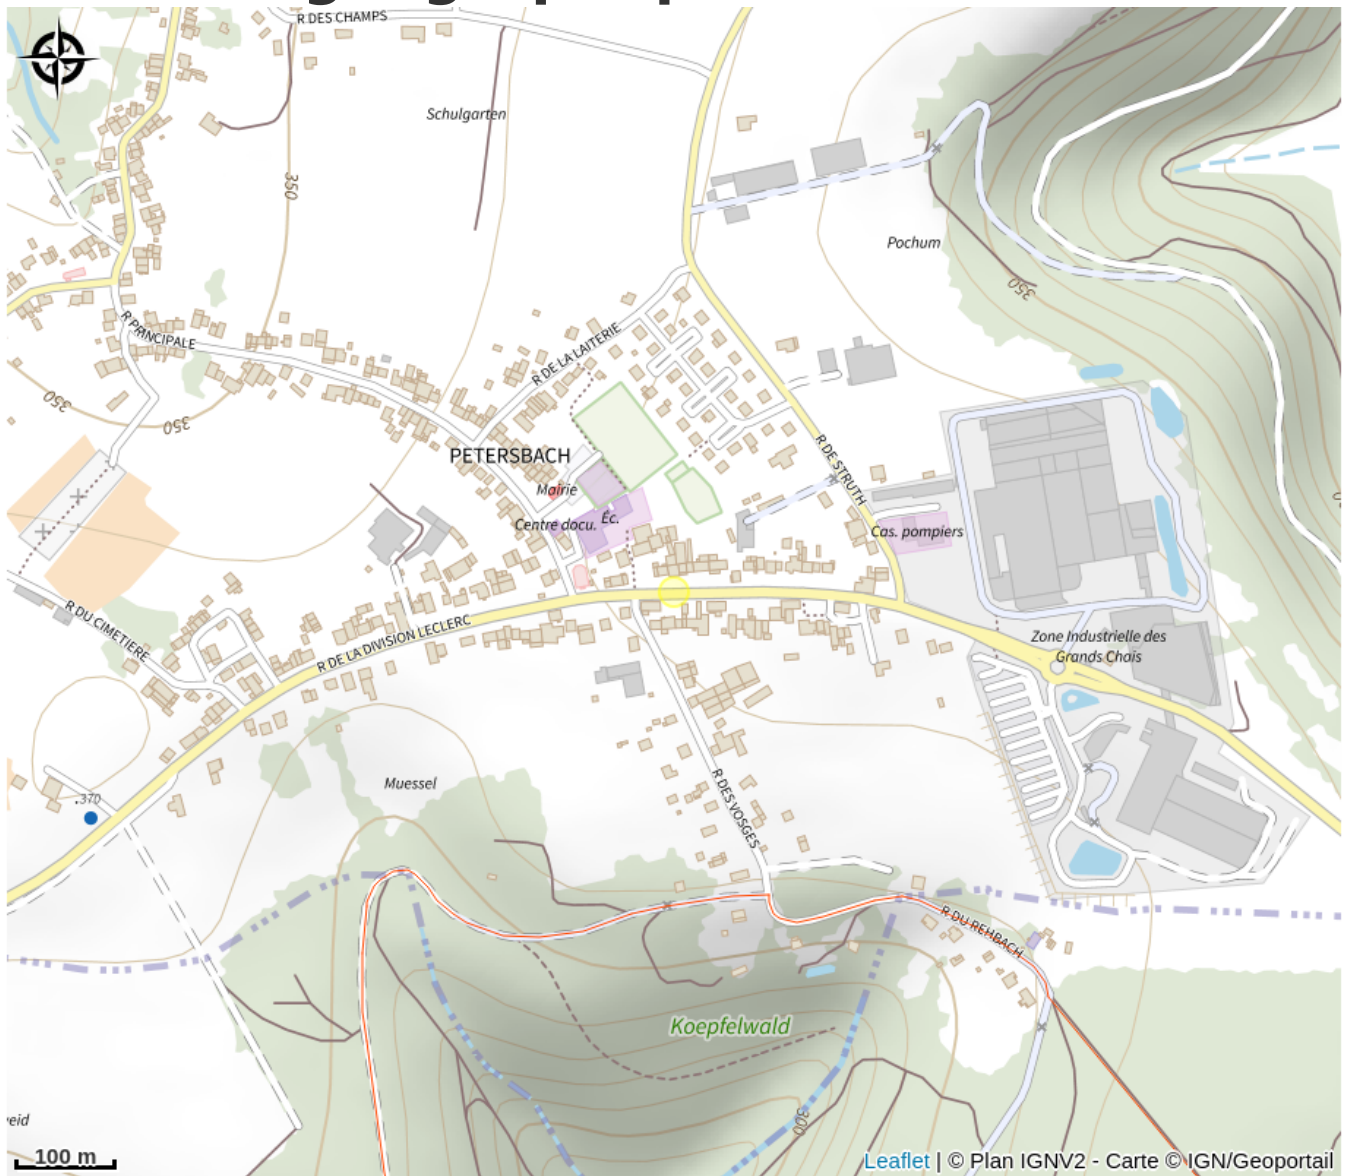 R DES CHAMPS
Schulgarten
350
Pochum
350
R PRINCIPALE
R DE LA LAITERIE
350
350
PETERSBACH
R DE STRUTH
Mairie
Centre docu.
Éc.
Cas. pompiers
R DU CIMETIERE
R DE LA DIVISION LECLERC
Zone Industrielle des
Grands Chais
Muessel
R DES VOSGES
.370
R DU REHBACH
Koepfelwald
300
eid
100 m
Leaflet | © Plan IGNV2 - Carte © IGN/Geoportail